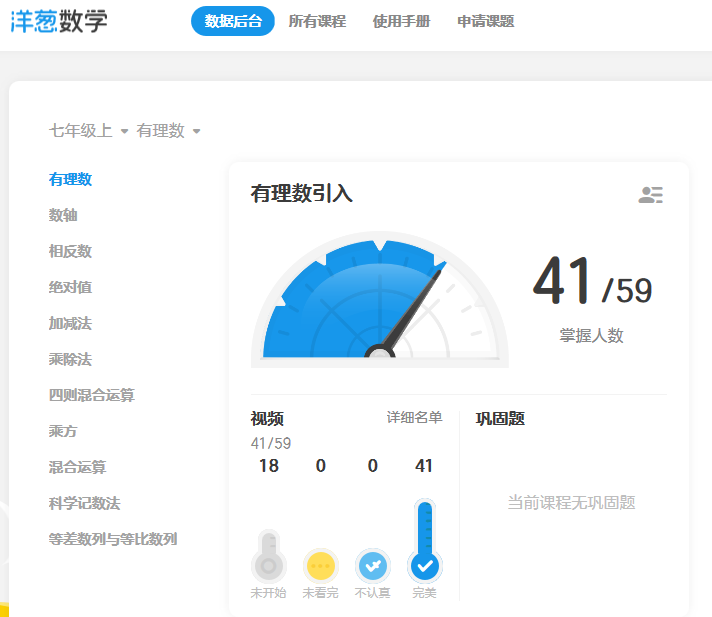 洋葱数学
数据后台 所有课程 使用手册 申请课题
七年级上 有理数
有理数
数轴
相反数
绝对值
加减法
乘除法
四则混合运算
乘方
混合运算
科学记数法
等差数列与等比数列
有理数引入
41/59
掌握人数
视频 详细名单
41/59
18 0 0 41
未开始 未看完 不认真 完美
巩固题
当前课程无巩固题